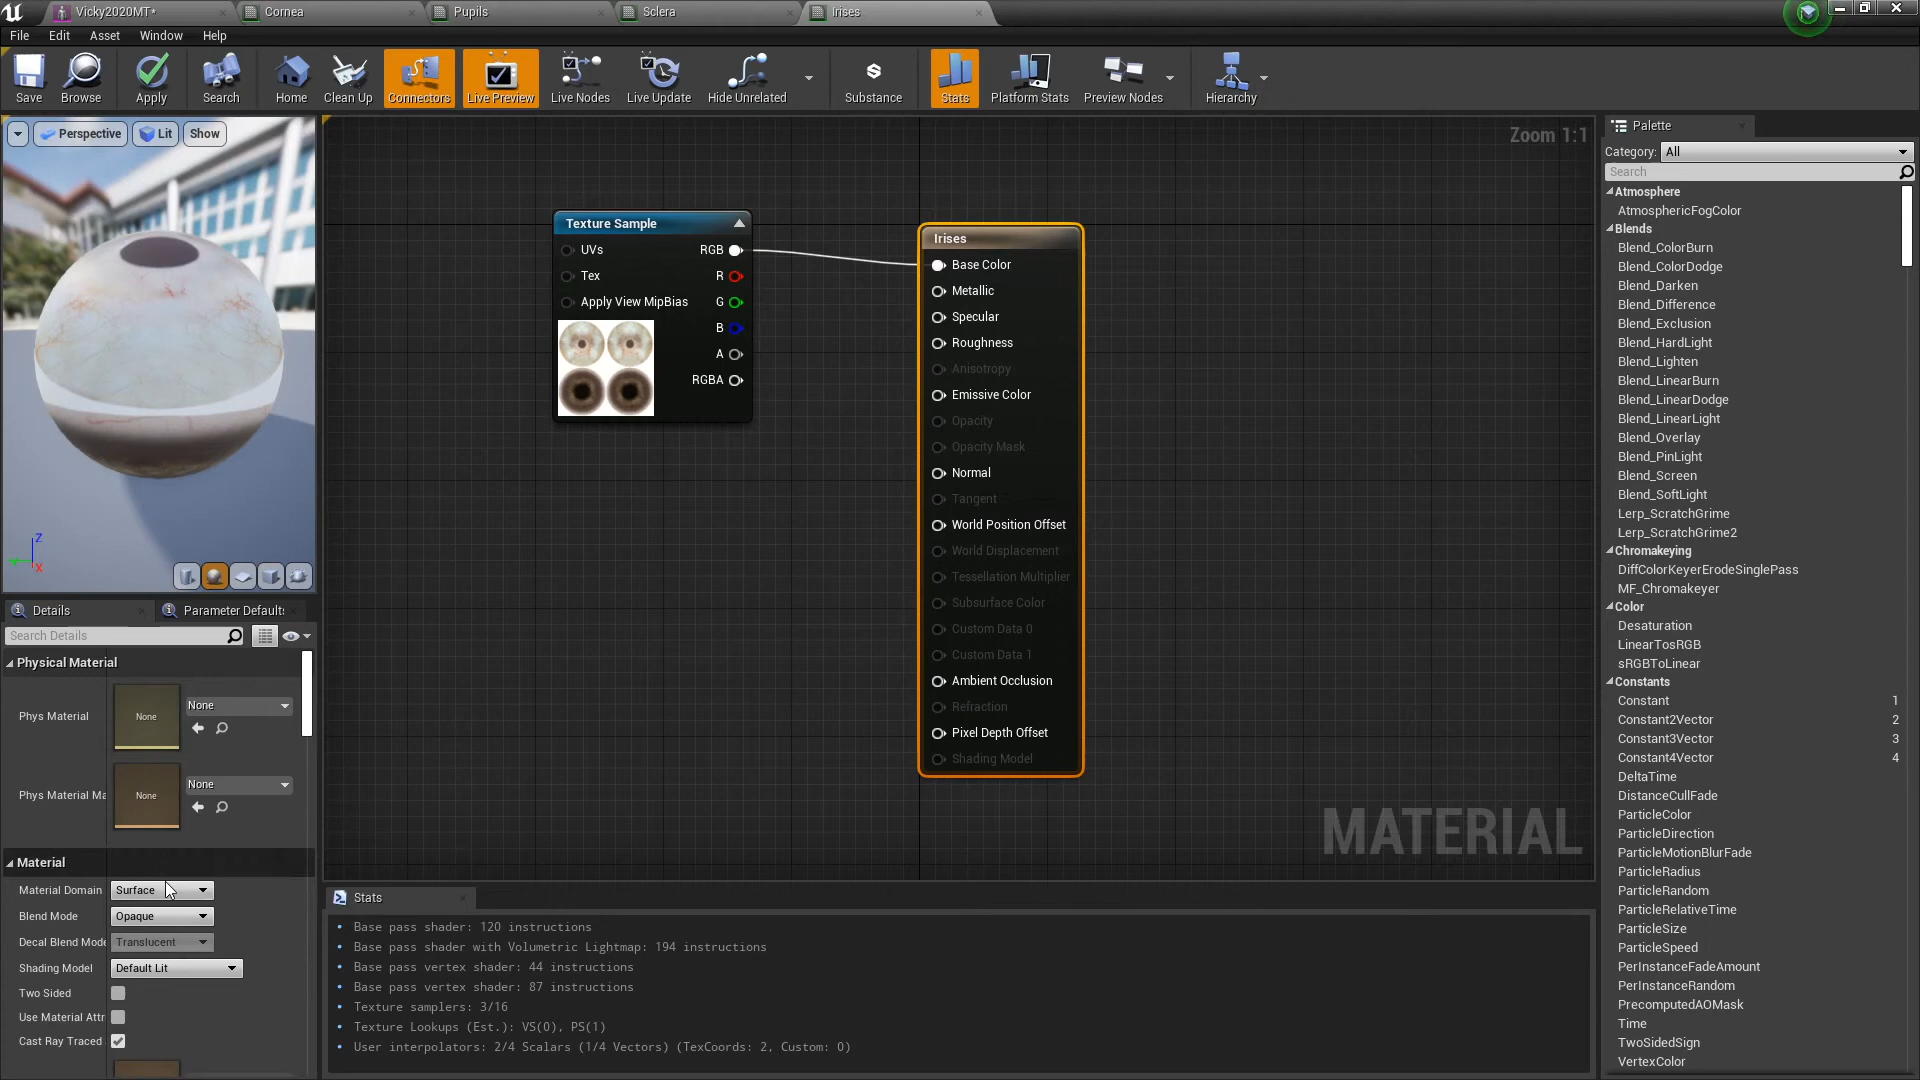 Vicky2020MT*
Cornea
Pupils
Sclera
Irises
File Edit Asset Window Help
Save
Browse
Apply
Search
Home
Clean Up
Connectors
Live Preview
Live Nodes
Live Update
Hide Unrelated
Substance
Stats
Platform Stats
Preview Nodes
Hierarchy
Perspective
Lit
Show
Z
X
Zoom 1:1
Texture Sample
UVs RGB
Tex R
Apply View MipBias G
B
A
RGBA
Irises
Base Color
Metallic
Specular
Roughness
Anisotropy
Emissive Color
Opacity
Opacity Mask
Normal
Tangent
World Position Offset
World Displacement
Tessellation Multiplier
Subsurface Color
Custom Data 0
Custom Data 1
Ambient Occlusion
Refraction
Pixel Depth Offset
Shading Model
MATERIAL
Details
Parameter Defaults
Search Details
Physical Material
Phys Material None None
Phys Material Ma None None
Material
Material Domain Surface
Blend Mode Opaque
Decal Blend Mode Translucent
Shading Model Default Lit
Two Sided
Use Material Attr
Cast Ray Traced
Stats
• Base pass shader: 120 instructions
• Base pass shader with Volumetric Lightmap: 194 instructions
• Base pass vertex shader: 44 instructions
• Base pass vertex shader: 87 instructions
• Texture samplers: 3/16
• Texture Lookups (Est.): VS(0), PS(1)
• User interpolators: 2/4 Scalars (1/4 Vectors) (TexCoords: 2, Custom: 0)
Palette
Category: All
Search
Atmosphere
AtmosphericFogColor
Blends
Blend_ColorBurn
Blend_ColorDodge
Blend_Darken
Blend_Difference
Blend_Exclusion
Blend_HardLight
Blend_Lighten
Blend_LinearBurn
Blend_LinearDodge
Blend_LinearLight
Blend_Overlay
Blend_PinLight
Blend_Screen
Blend_SoftLight
Lerp_ScratchGrime
Lerp_ScratchGrime2
Chromakeying
DiffColorKeyerErodeSinglePass
MF_Chromakeyer
Color
Desaturation
LinearTosRGB
sRGBToLinear
Constants
Constant 1
Constant2Vector 2
Constant3Vector 3
Constant4Vector 4
DeltaTime
DistanceCullFade
ParticleColor
ParticleDirection
ParticleMotionBlurFade
ParticleRadius
ParticleRandom
ParticleRelativeTime
ParticleSize
ParticleSpeed
PerInstanceFadeAmount
PerInstanceRandom
PrecomputedAOMask
Time
TwoSidedSign
VertexColor